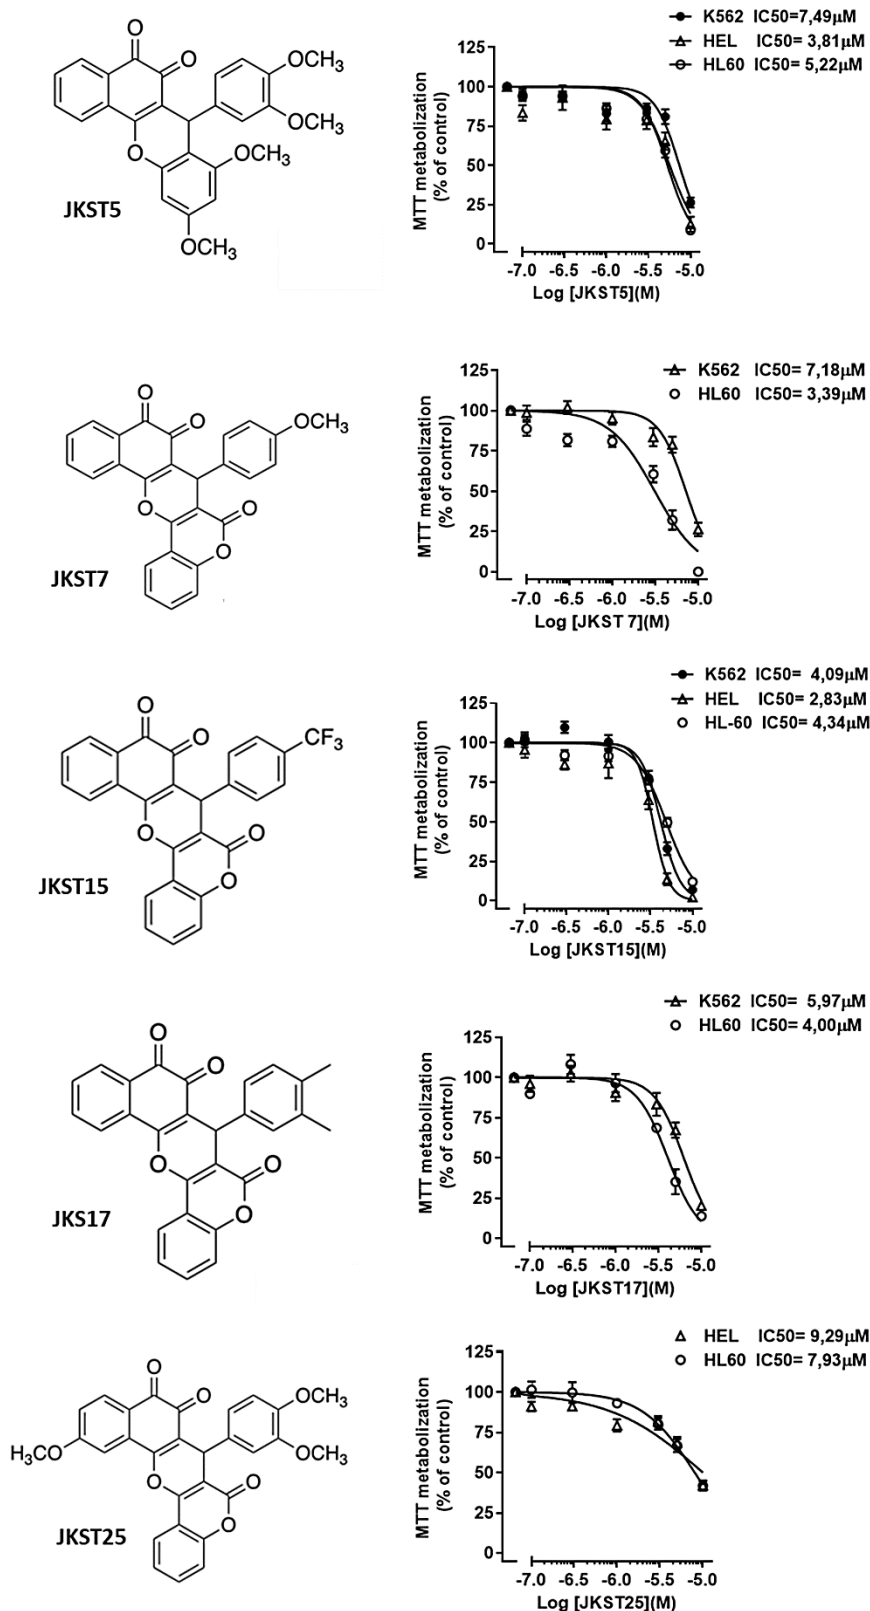 O
O
OCH3
OCH3
OCH3
O
OCH3
JKST5
K562 IC50=7,49µM
HEL IC50= 3,81µM
HL60 IC50= 5,22µM
125
100
75
50
25
0
MTT metabolization
(% of control)
-7.0 -6.5 -6.0 -5.5 -5.0
Log [JKST5](M)
O
O
OCH3
O
O
O
JKST7
K562 IC50= 7,18µM
HL60 IC50= 3,39µM
125
100
75
50
25
0
MTT metabolization
(% of control)
-7.0 -6.5 -6.0 -5.5 -5.0
Log [JKST 7](M)
O
O
CF3
O
O
O
JKST15
K562 IC50= 4,09µM
HEL IC50= 2,83µM
HL-60 IC50= 4,34µM
125
100
75
50
25
0
MTT metabolization
(% of control)
-7.0 -6.5 -6.0 -5.5 -5.0
Log [JKST15](M)
O
O
O
O
O
JKS17
K562 IC50= 5,97µM
HL60 IC50= 4,00µM
125
100
75
50
25
0
MTT metabolization
(% of control)
-7.0 -6.5 -6.0 -5.5 -5.0
Log [JKST17](M)
O
O
OCH3
H3CO
OCH3
O
O
O
JKST25
HEL IC50= 9,29µM
HL60 IC50= 7,93µM
125
100
75
50
25
0
MTT metabolization
(% of control)
-7.0 -6.5 -6.0 -5.5 -5.0
Log [JKST25](M)